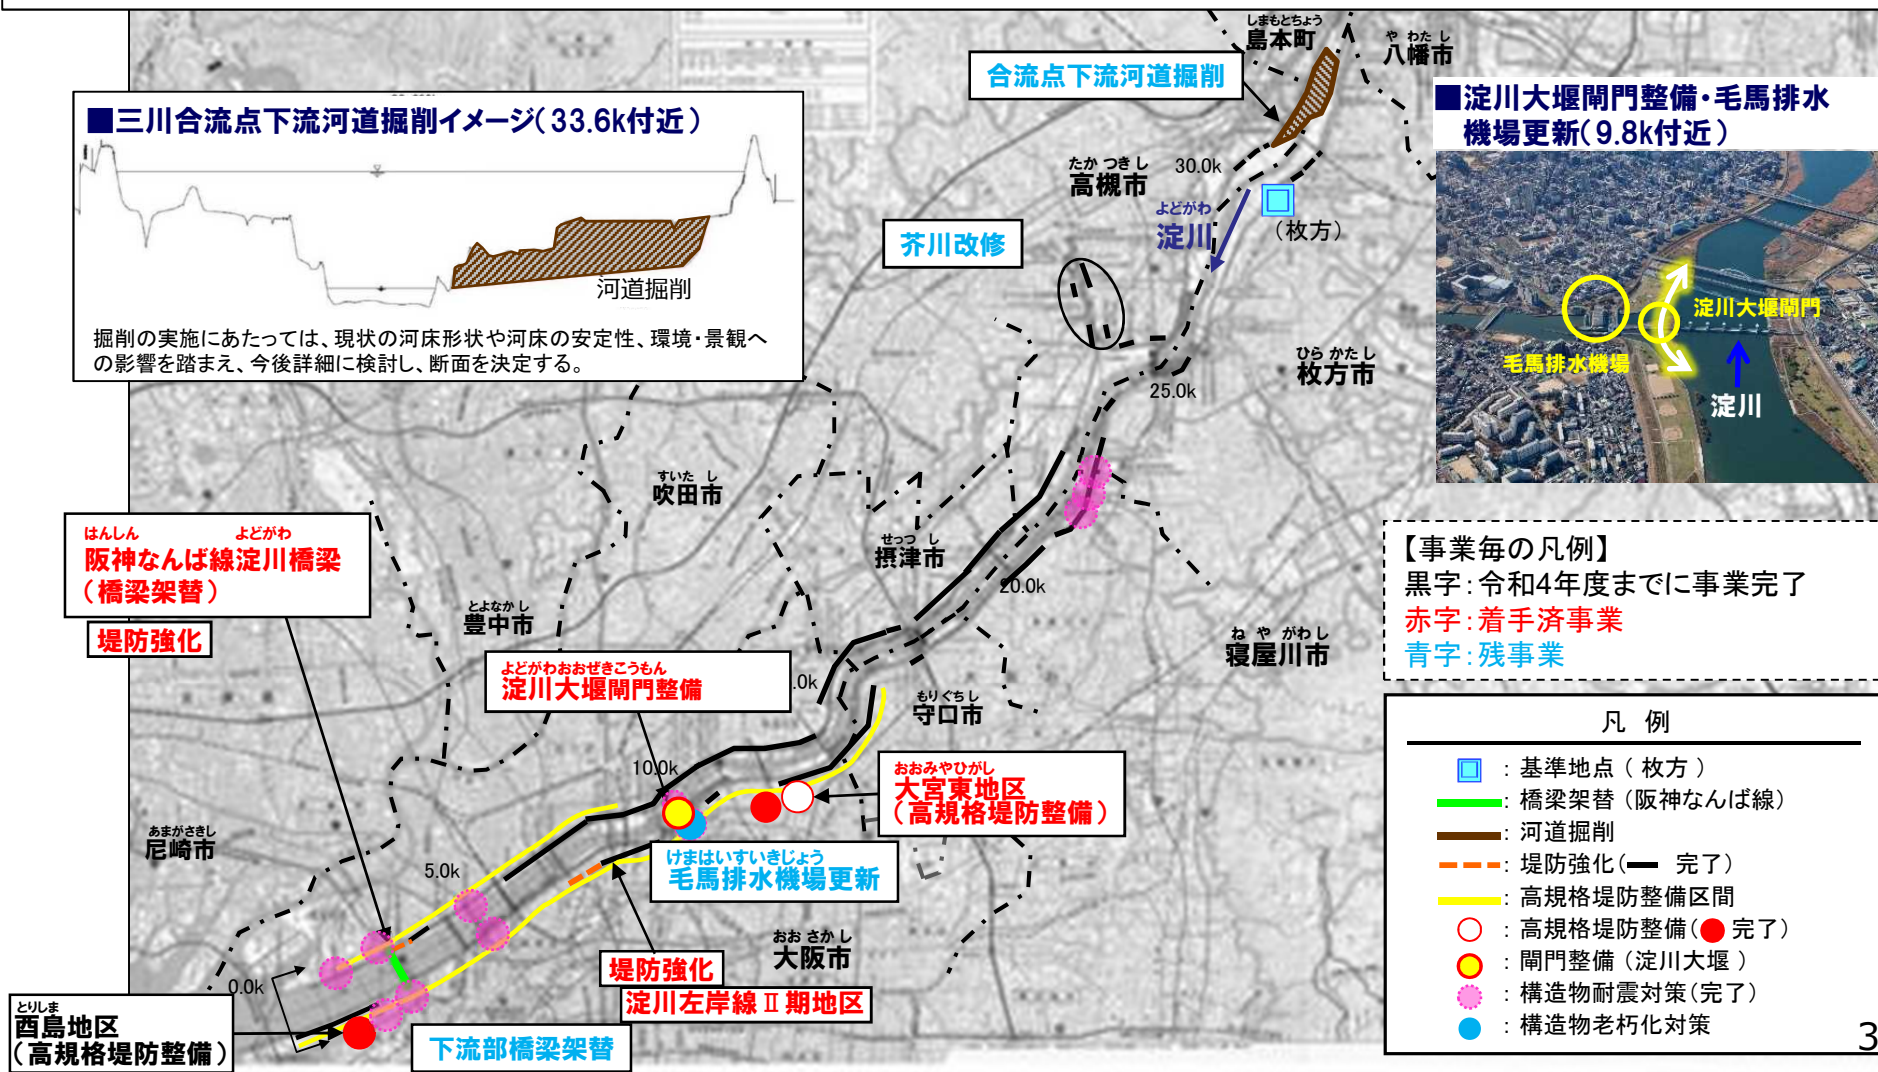 ■三川合流点下流河道掘削イメージ(33.6k付近)
河道掘削
掘削の実施にあたっては、現状の河床形状や河床の安定性、環境・景観へ
の影響を踏まえ、今後詳細に検討し、断面を決定する。
合流点下流河道掘削
しまもとちょう
島本町
やわたし
八幡市
■淀川大堰閘門整備・毛馬排水
機場更新(9.8k付近)
淀川大堰閘門
毛馬排水機場
淀川
たかつきし
高槻市
30.0k
よどがわ
淀川
(枚方)
芥川改修
ひらかたし
枚方市
25.0k
すいたし
吹田市
せっつし
摂津市
20.0k
はんしん よどがわ
阪神なんば線淀川橋梁
(橋梁架替)
堤防強化
とよなかし
豊中市
ねやがわし
寝屋川市
よどがわおおぜきこうもん
淀川大堰閘門整備
.0k
もりぐちし
守口市
10.0k
おおみやひがし
大宮東地区
(高規格堤防整備)
あまがさきし
尼崎市
5.0k
けまはいすいきじょう
毛馬排水機場更新
おおさかし
大阪市
堤防強化
淀川左岸線Ⅱ期地区
0.0k
とりしま
酉島地区
(高規格堤防整備)
下流部橋梁架替
【事業毎の凡例】
黒字:令和4年度までに事業完了
赤字:着手済事業
青字:残事業
凡 例
:基準地点(枚方)
:橋梁架替(阪神なんば線)
:河道掘削
:堤防強化( 完了)
:高規格堤防整備区間
:高規格堤防整備( 完了)
:閘門整備(淀川大堰)
:構造物耐震対策(完了)
:構造物老朽化対策
3